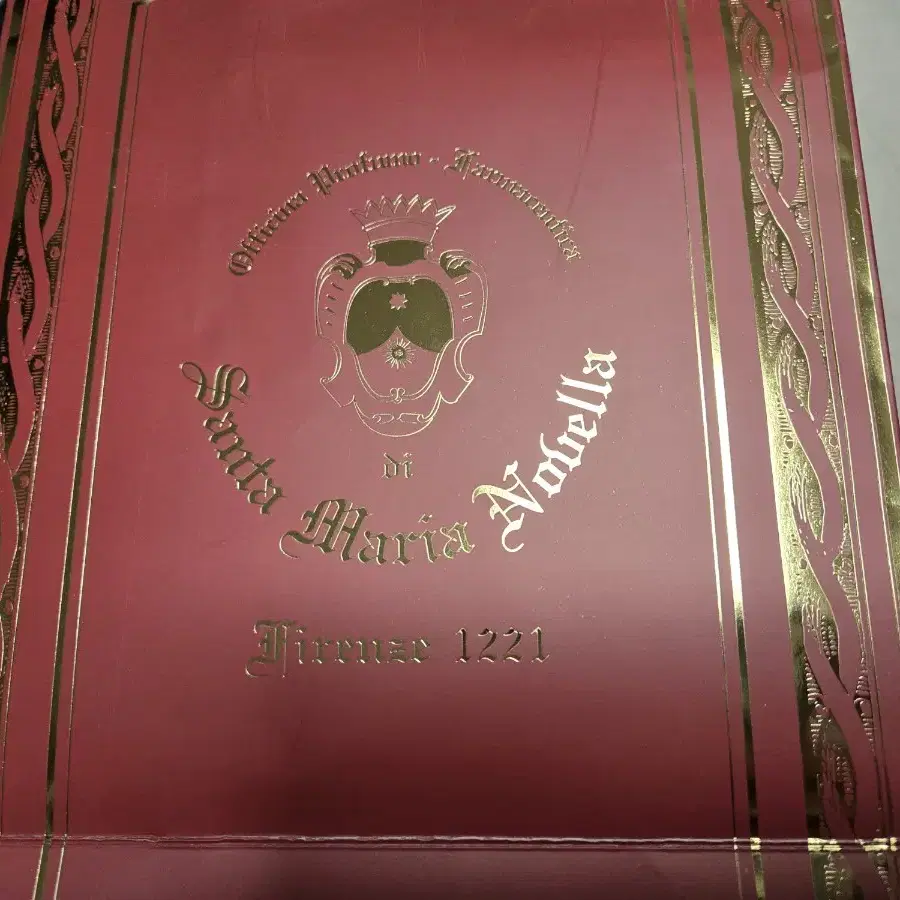 Officina Profumo - Farmaceutica
di
Santa Maria Novella
Firenze 1221